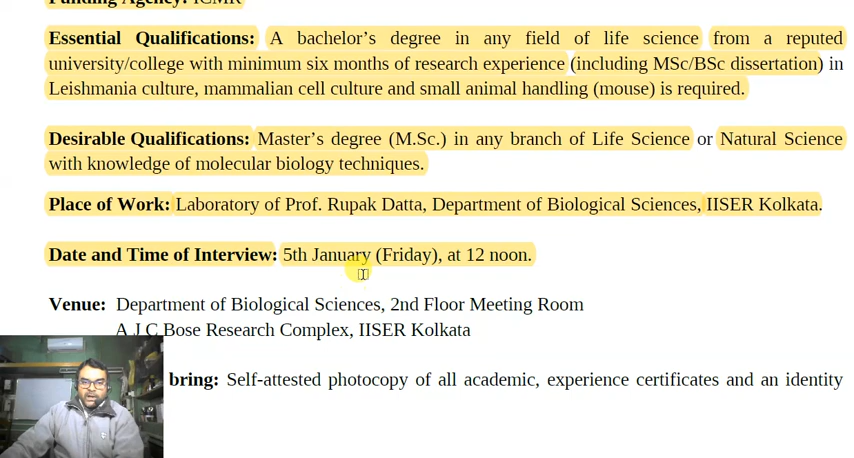 Funding Agency: ICMR
Essential Qualifications: A bachelor's degree in any field of life science from a reputed
university/college with minimum six months of research experience (including MSc/BSc dissertation) in
Leishmania culture, mammalian cell culture and small animal handling (mouse) is required.
Desirable Qualifications: Master's degree (M.Sc.) in any branch of Life Science or Natural Science
with knowledge of molecular biology techniques.
Place of Work: Laboratory of Prof. Rupak Datta, Department of Biological Sciences, IISER Kolkata.
Date and Time of Interview: 5th January (Friday), at 12 noon.
Venue: Department of Biological Sciences, 2nd Floor Meeting Room
A J C Bose Research Complex, IISER Kolkata
bring: Self-attested photocopy of all academic, experience certificates and an identity